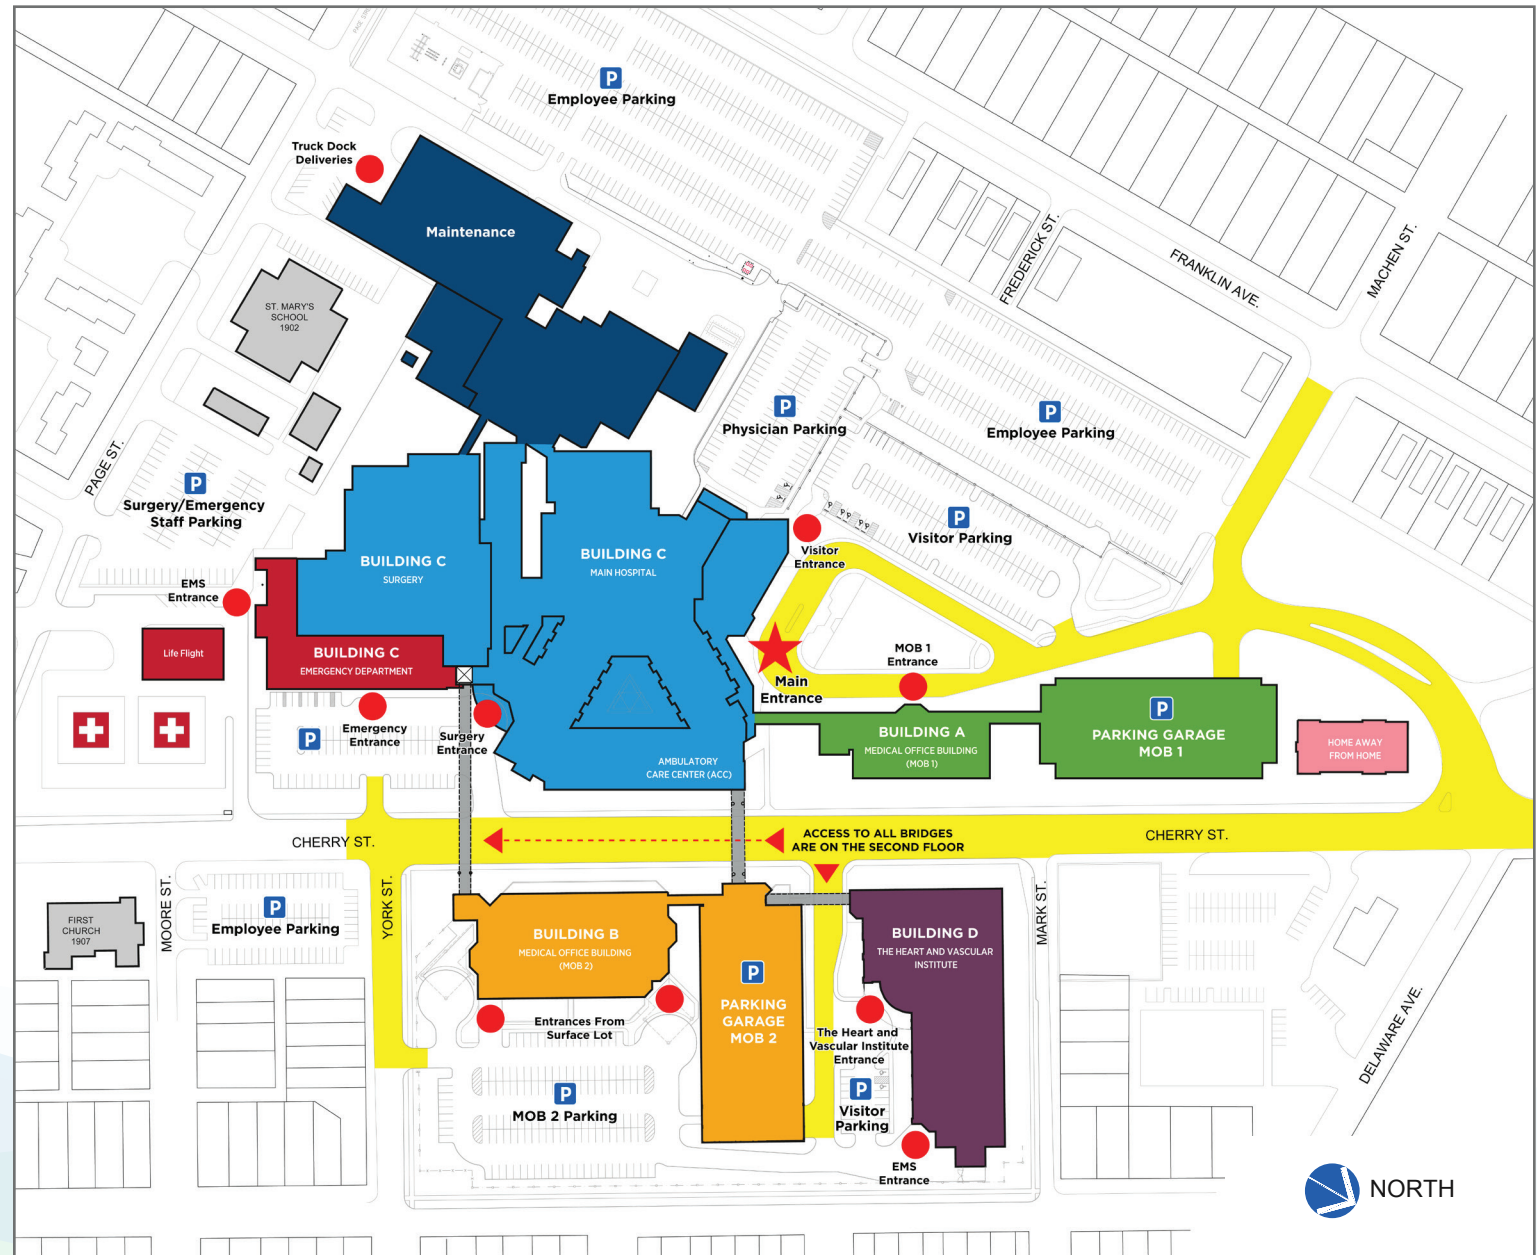 P
Employee Parking
Truck Dock
Deliveries
Maintenance
FREDERICK ST.
FRANKLIN AVE.
MACHEN ST.
ST. MARY'S
SCHOOL
1902
P
Physician Parking
P
Employee Parking
PAGE ST.
P
Surgery/Emergency
Staff Parking
P
Visitor Parking
Visitor
Entrance
BUILDING C
SURGERY
BUILDING C
MAIN HOSPITAL
EMS
Entrance
Life Flight
BUILDING C
EMERGENCY DEPARTMENT
MOB 1
Entrance
Main
Entrance
P
Emergency
Entrance
Surgery
Entrance
AMBULATORY
CARE CENTER (ACC)
BUILDING A
MEDICAL OFFICE BUILDING
(MOB 1)
P
PARKING GARAGE
MOB 1
HOME AWAY
FROM HOME
CHERRY ST.
ACCESS TO ALL BRIDGES
ARE ON THE SECOND FLOOR
CHERRY ST.
FIRST
CHURCH
1907
MOORE ST.
P
Employee Parking
YORK ST.
BUILDING B
MEDICAL OFFICE BUILDING
(MOB 2)
P
PARKING
GARAGE
MOB 2
BUILDING D
THE HEART AND VASCULAR
INSTITUTE
MARK ST.
Entrances From
Surface Lot
The Heart and
Vascular Institute
Entrance
P
MOB 2 Parking
P
Visitor
Parking
EMS
Entrance
DELAWARE AVE.
NORTH